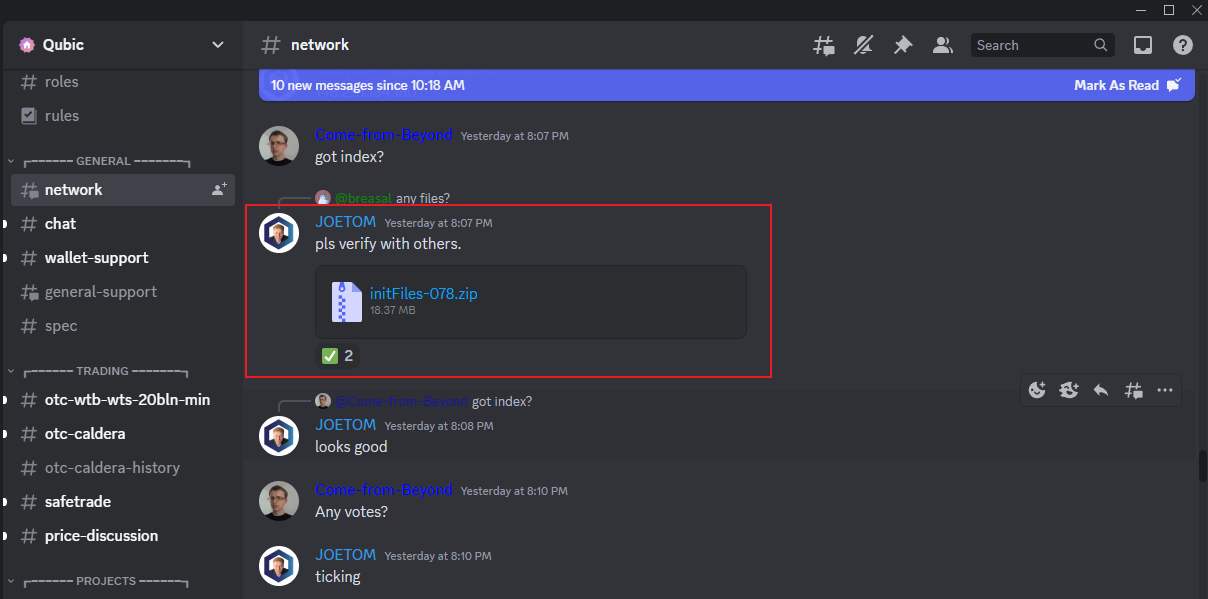 Qubic
roles
rules
GENERAL
network
chat
wallet-support
general-support
spec
TRADING
otc-wtb-wts-20bln-min
otc-caldera
otc-caldera-history
safetrade
price-discussion
PROJECTS
network
Search
10 new messages since 10:18 AM
Mark As Read
Come-from-Beyond Yesterday at 8:07 PM
got index?
@breasal any files?
JOETOM Yesterday at 8:07 PM
pls verify with others.
initFiles-078.zip
18.37 MB
2
@Come-from-Beyond got index?
JOETOM Yesterday at 8:08 PM
looks good
Come-from-Beyond Yesterday at 8:10 PM
Any votes?
JOETOM Yesterday at 8:10 PM
ticking